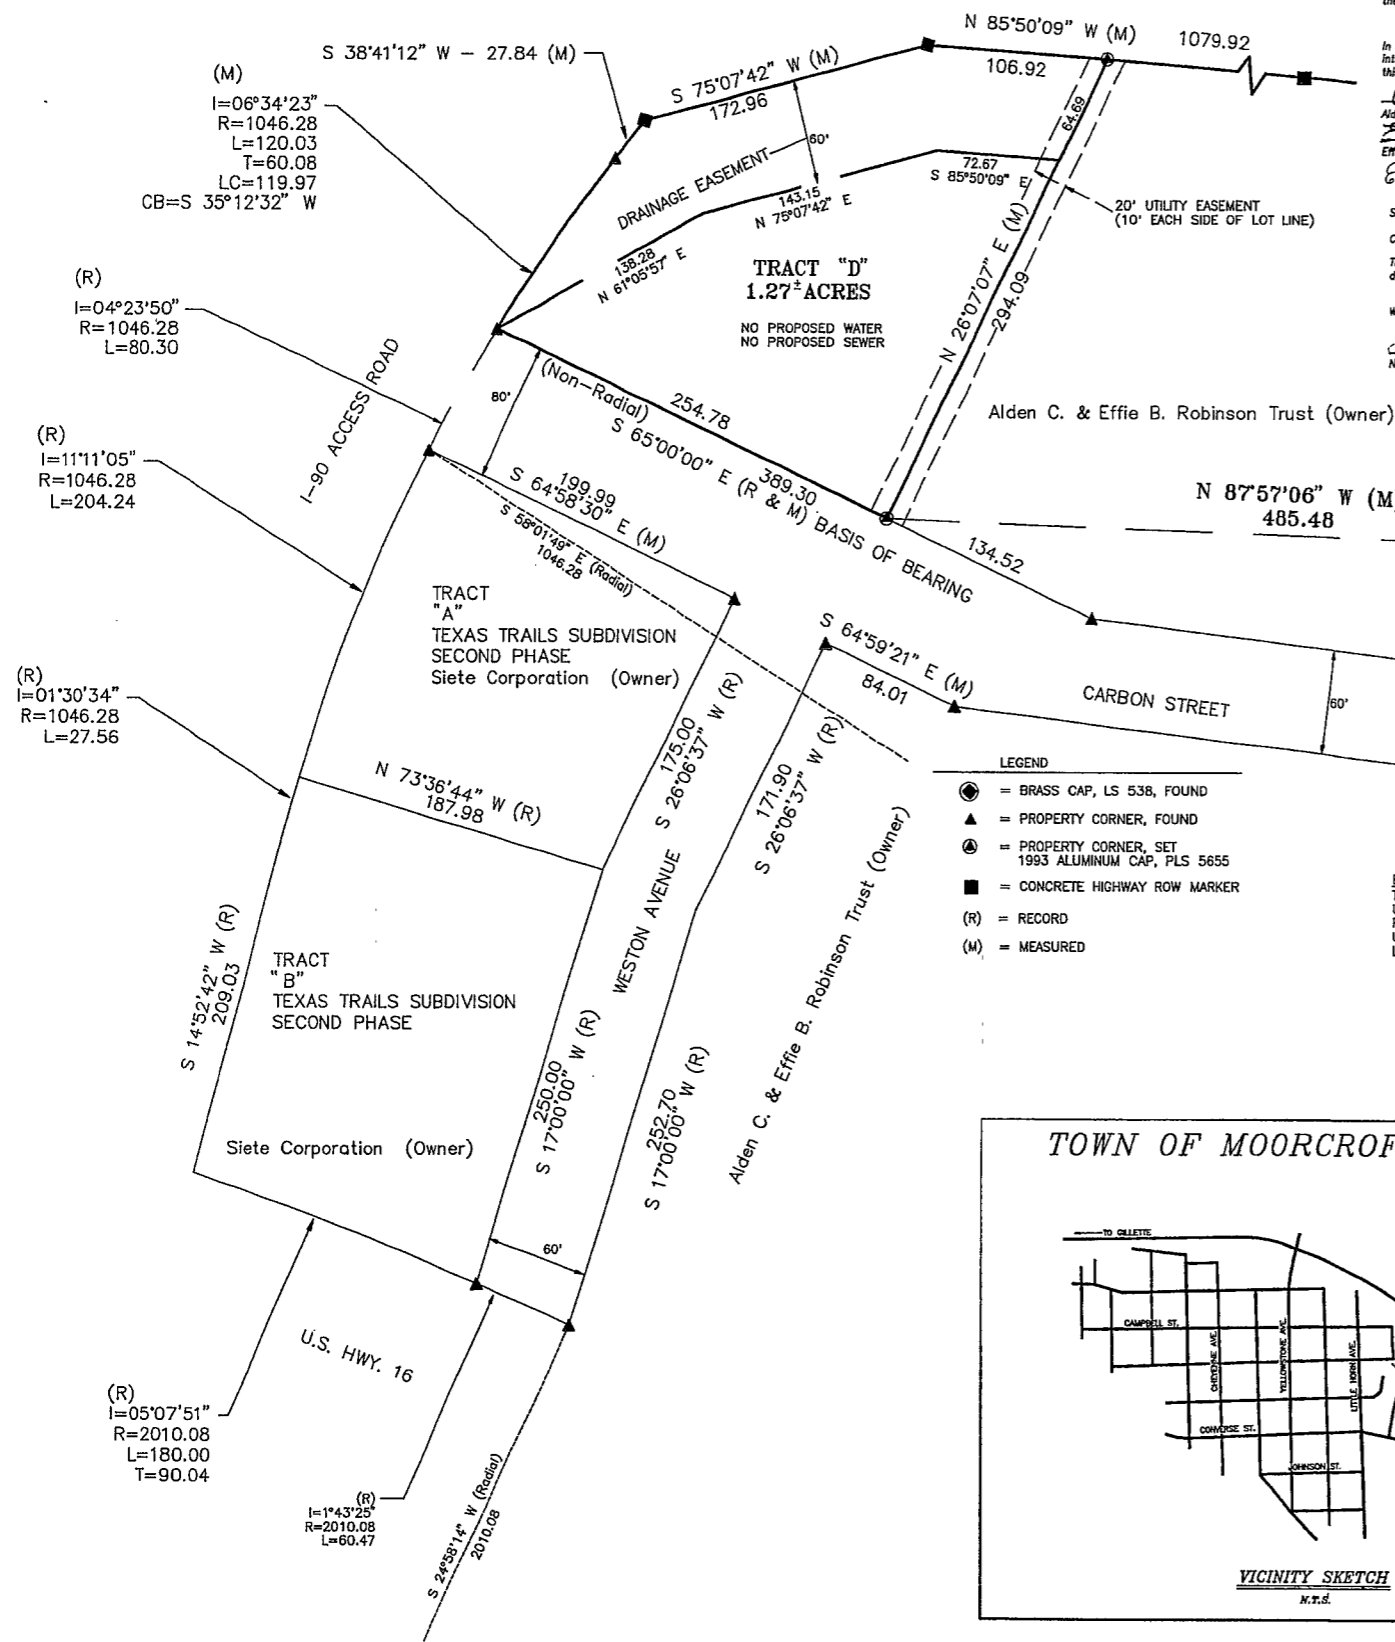 N 85°50'09" W (M)
106.92
1079.92
S 38°41'12" W - 27.84 (M)
S 75°07'42" W (M)
172.96
(M)
I=06°34'23"
R=1046.28
L=120.03
T=60.08
LC=119.97
CB=S 35°12'32" W
64.69
60'
DRAINAGE EASEMENT
72.67
S 85°50'09" E
143.15
N 75°07'42" E
138.28
N 61°05'57" E
20' UTILITY EASEMENT
(10' EACH SIDE OF LOT LINE)
TRACT "D"
1.27± ACRES
NO PROPOSED WATER
NO PROPOSED SEWER
N 26°07'07" E (M)
294.09
(R)
I=04°23'50"
R=1046.28
L=80.30
I-90 ACCESS ROAD
80'
(Non-Radial)
254.78
S 65°00'00" E (R & M) BASIS OF BEARING
389.30
134.52
Alden C. & Effie B. Robinson Trust (Owner)
N 87°57'06" W (M
485.48
(R)
I=11°11'05"
R=1046.28
L=204.24
199.99
S 64°58'30" E (M)
S 58°01'49" E (Radial)
1046.28
TRACT
"A"
TEXAS TRAILS SUBDIVISION
SECOND PHASE
Siete Corporation (Owner)
S 64°59'21" E (M)
84.01
CARBON STREET
60'
(R)
I=01°30'34"
R=1046.28
L=27.56
175.00
S 26°06'37" W (R)
171.90
S 26°06'37" W (R)
N 73°36'44" W (R)
187.98
LEGEND
= BRASS CAP, LS 538, FOUND
= PROPERTY CORNER, FOUND
= PROPERTY CORNER, SET
1993 ALUMINUM CAP, PLS 5655
= CONCRETE HIGHWAY ROW MARKER
(R) = RECORD
(M) = MEASURED
WESTON AVENUE
Alden C. & Effie B. Robinson Trust (Owner)
S 14°52'42" W (R)
209.03
TRACT
"B"
TEXAS TRAILS SUBDIVISION
SECOND PHASE
250.00
S 17°00'00" W (R)
252.70
S 17°00'00" W (R)
Siete Corporation (Owner)
60'
U.S. HWY. 16
(R)
I=05°07'51"
R=2010.08
L=180.00
T=90.04
(R)
I=1°43'25"
R=2010.08
L=60.47
S 24°58'14" W (Radial)
2010.08
TOWN OF MOORCROF
TO GILLETTE
CAMPBELL ST.
CHEYENNE AVE.
YELLOWSTONE AVE.
LITTLE HORN AVE.
CONVERSE ST.
JOHNSON ST.
VICINITY SKETCH
N.T.S.